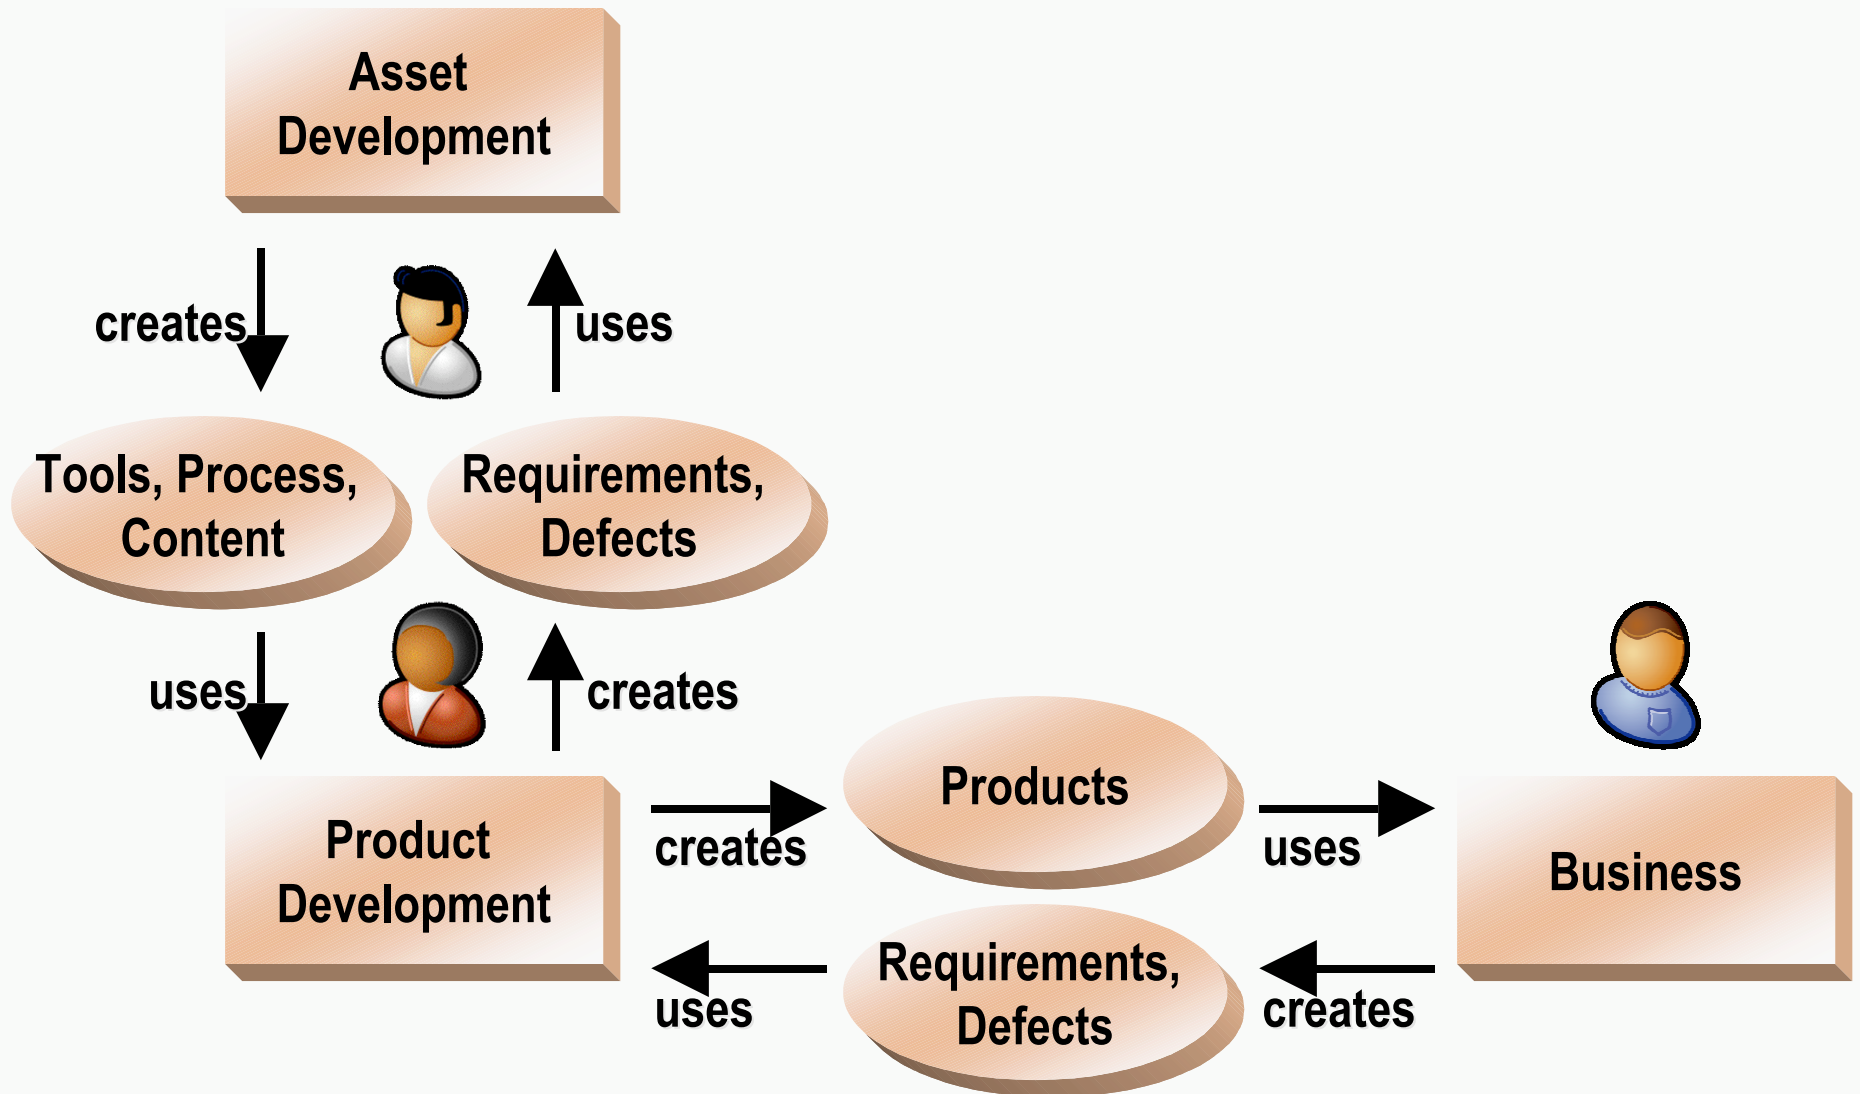 Asset
Development
creates
uses
Tools, Process,
Content
Requirements,
Defects
uses
creates
Product
Development
creates
Products
uses
Business
uses
Requirements,
Defects
creates